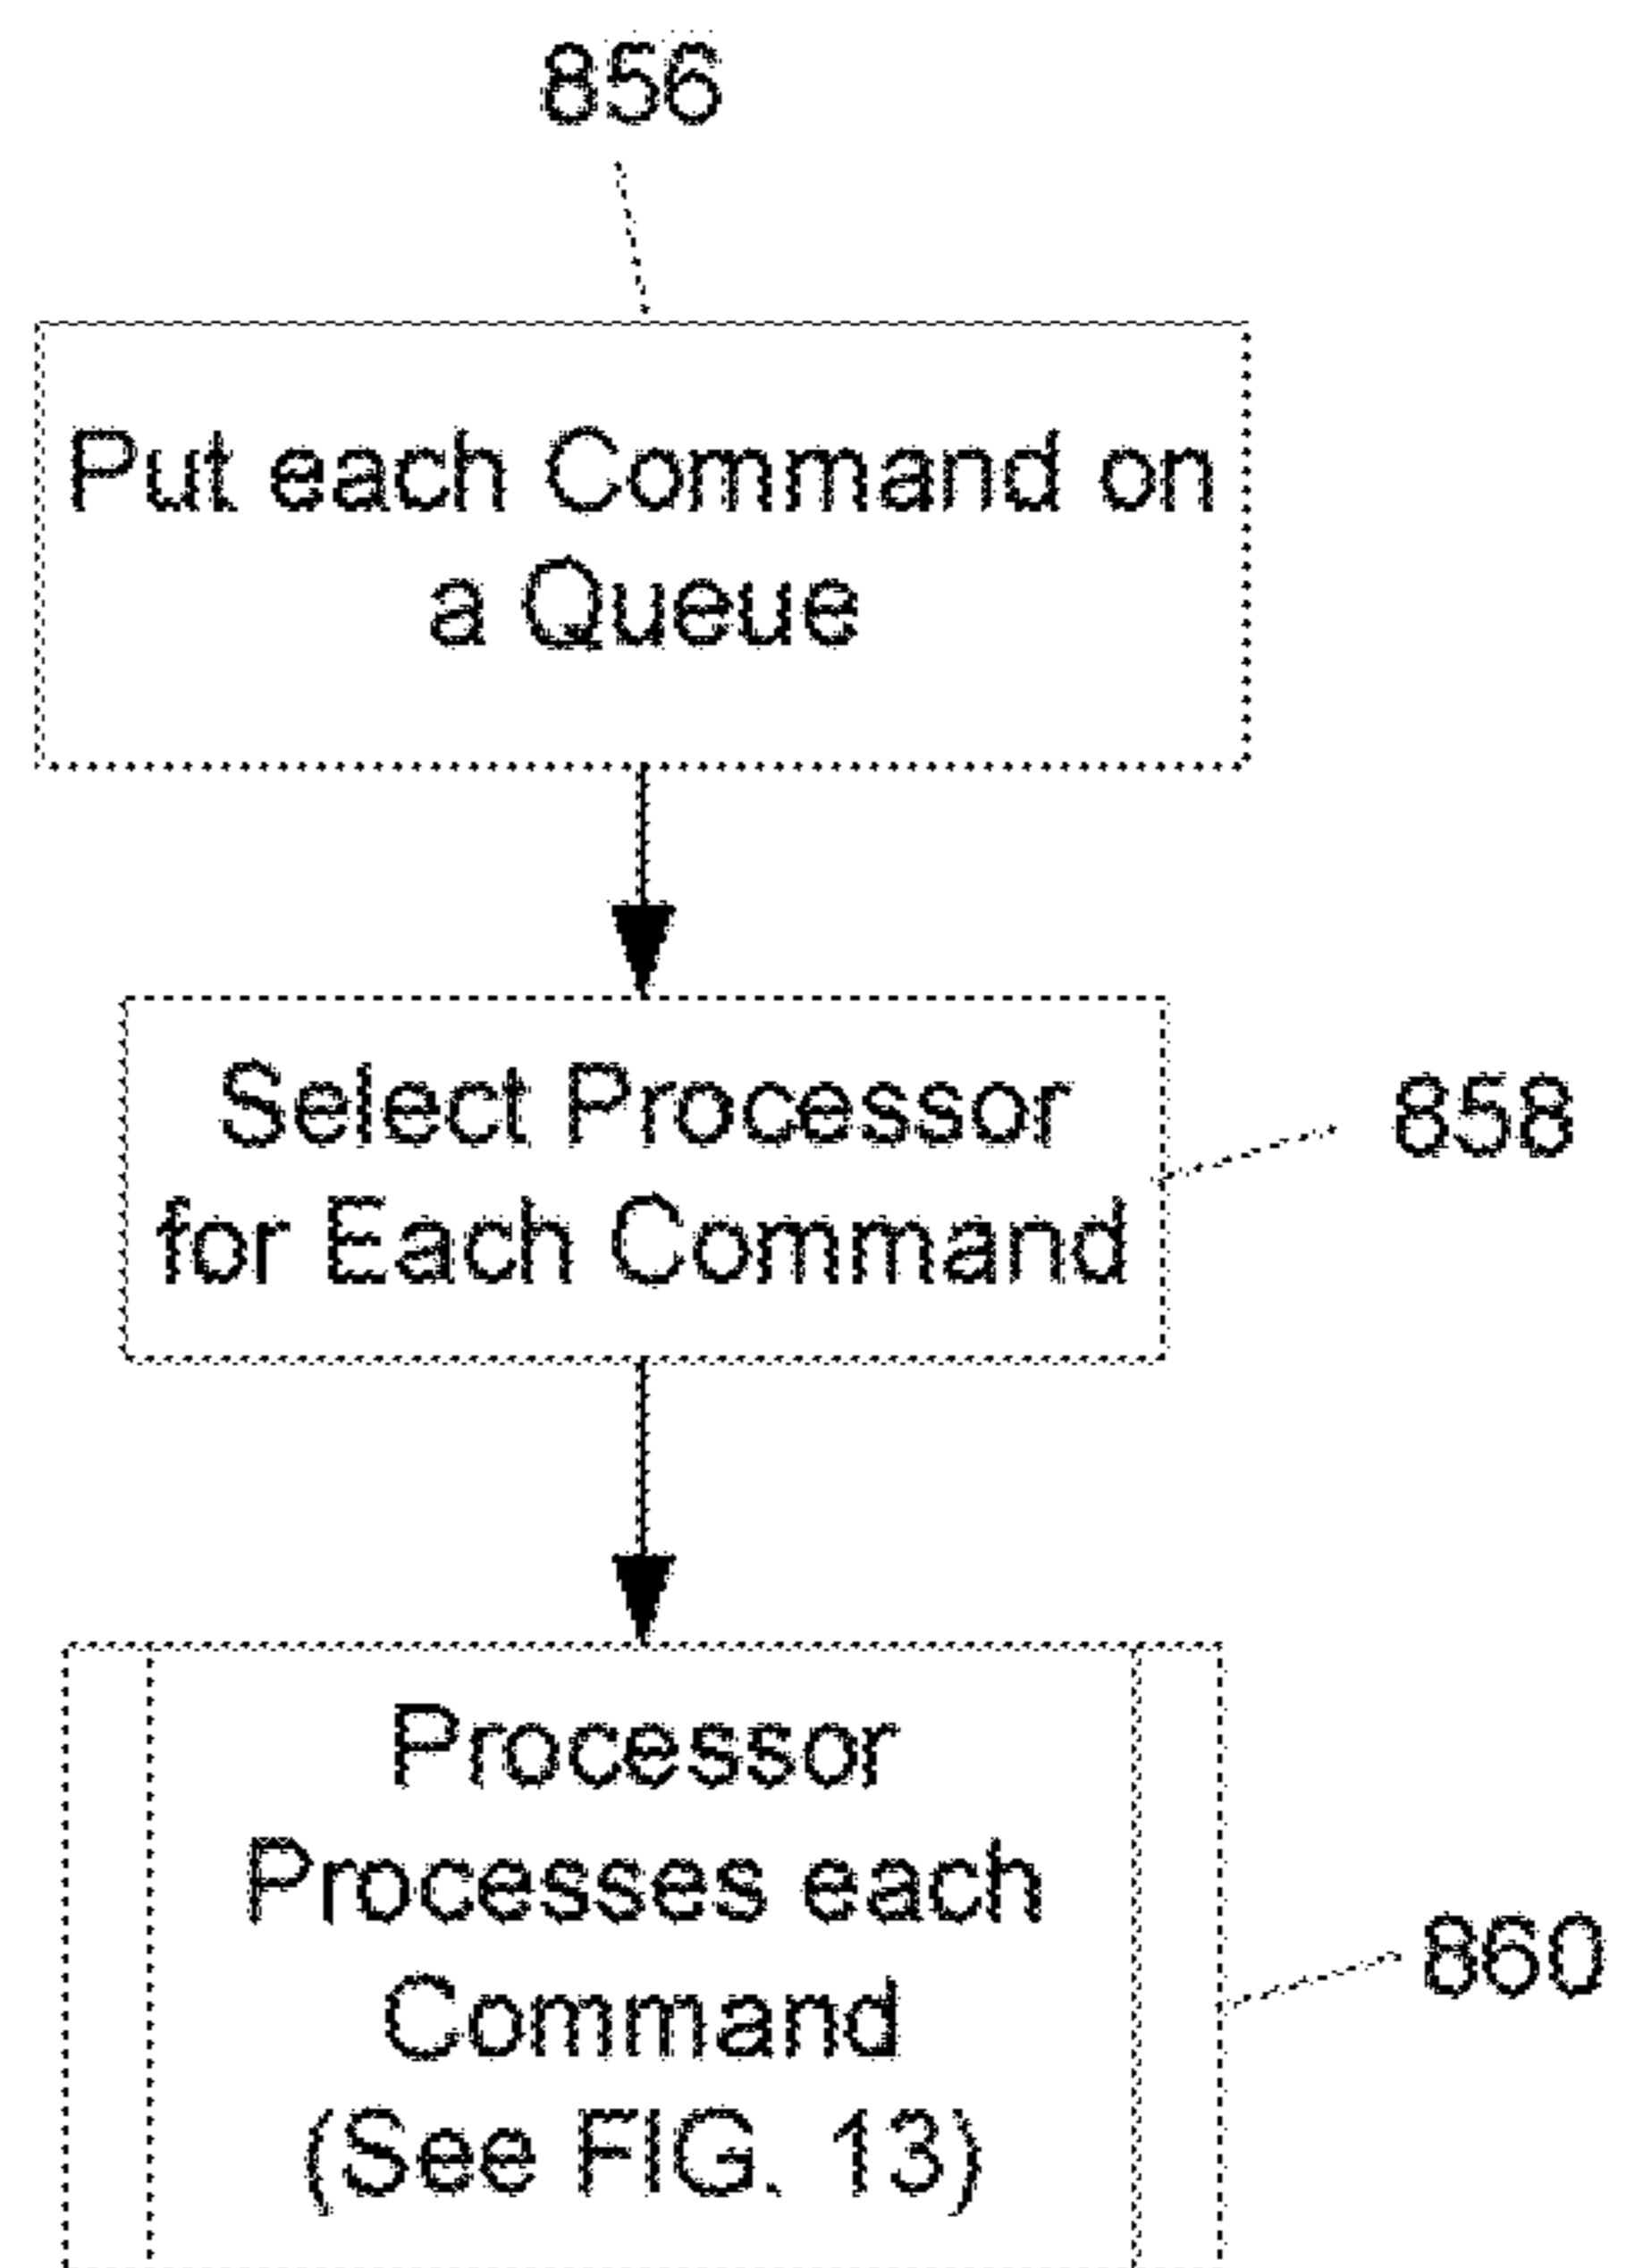 856
Put each Command on
a Queue
Select Processor
for Each Command
858
Processor
Processes each
Command
(See FIG. 13)
860